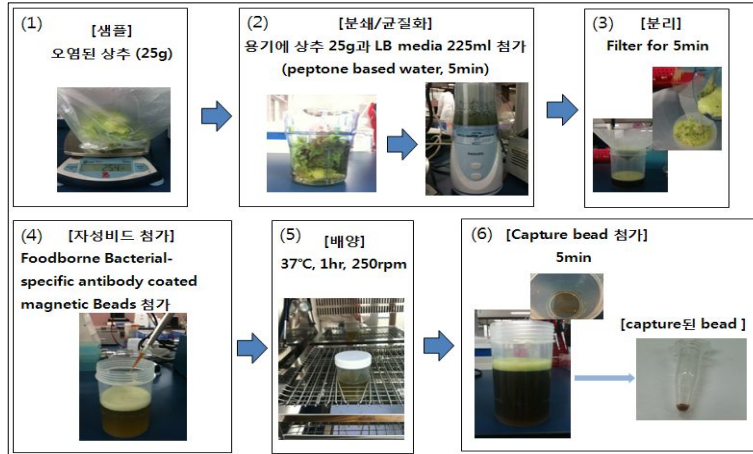 (1) [샘플]
오염된 상추 (25g)
(2) [분쇄/균질화]
용기에 상추 25g과 LB media 225ml 첨가
(peptone based water, 5min)
(3) [분리]
Filter for 5min
(4) [자성비드 첨가]
Foodborne Bacterial-
specific antibody coated
magnetic Beads 첨가
(5) [배양]
37℃, 1hr, 250rpm
(6) [Capture bead 첨가]
5min
[capture된 bead ]